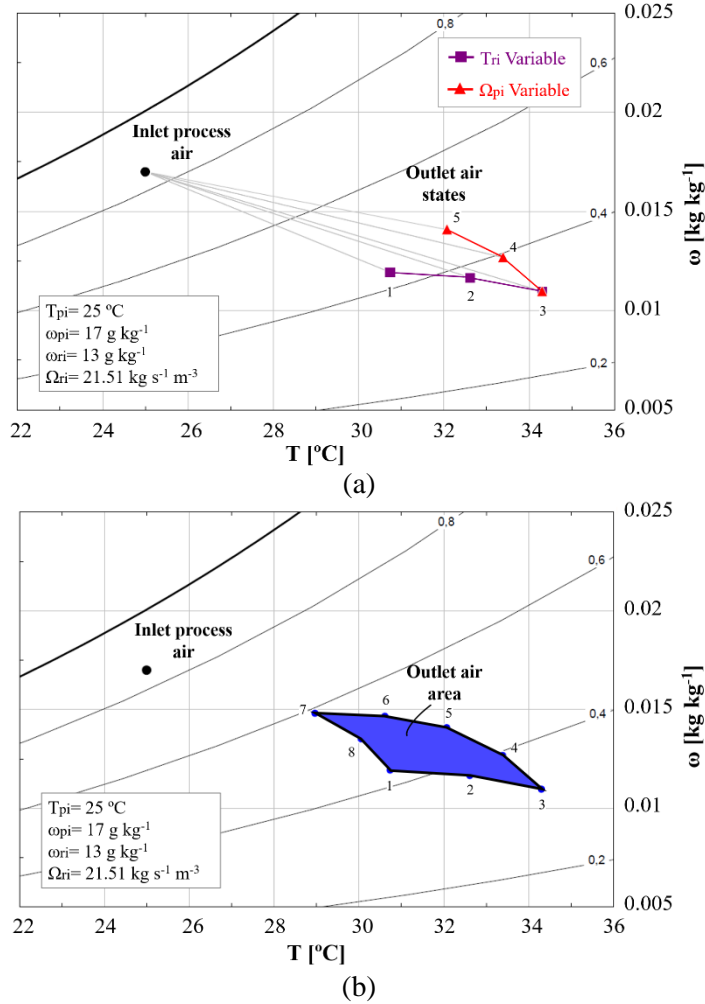 0,8
0,6
0.025
Tri Variable
Ωpi Variable
0.02
Inlet process
air
Outlet air
states
5
4
0,4
0.015
1
2
3
0.01
Tpi= 25 ºC
ωpi= 17 g kg-1
ωri= 13 g kg-1
Ωri= 21.51 kg s-1 m-3
0,2
0.005
22 24 26 28 30 32 34 36
T [ºC]
ω [kg kg-1]
(a)
0,8
0,6
0.025
0.02
Inlet process
air
Outlet air
area
7
6
5
4
0,4
0.015
8
1
2
3
0.01
Tpi= 25 ºC
ωpi= 17 g kg-1
ωri= 13 g kg-1
Ωri= 21.51 kg s-1 m-3
0,2
0.005
22 24 26 28 30 32 34 36
T [ºC]
ω [kg kg-1]
(b)